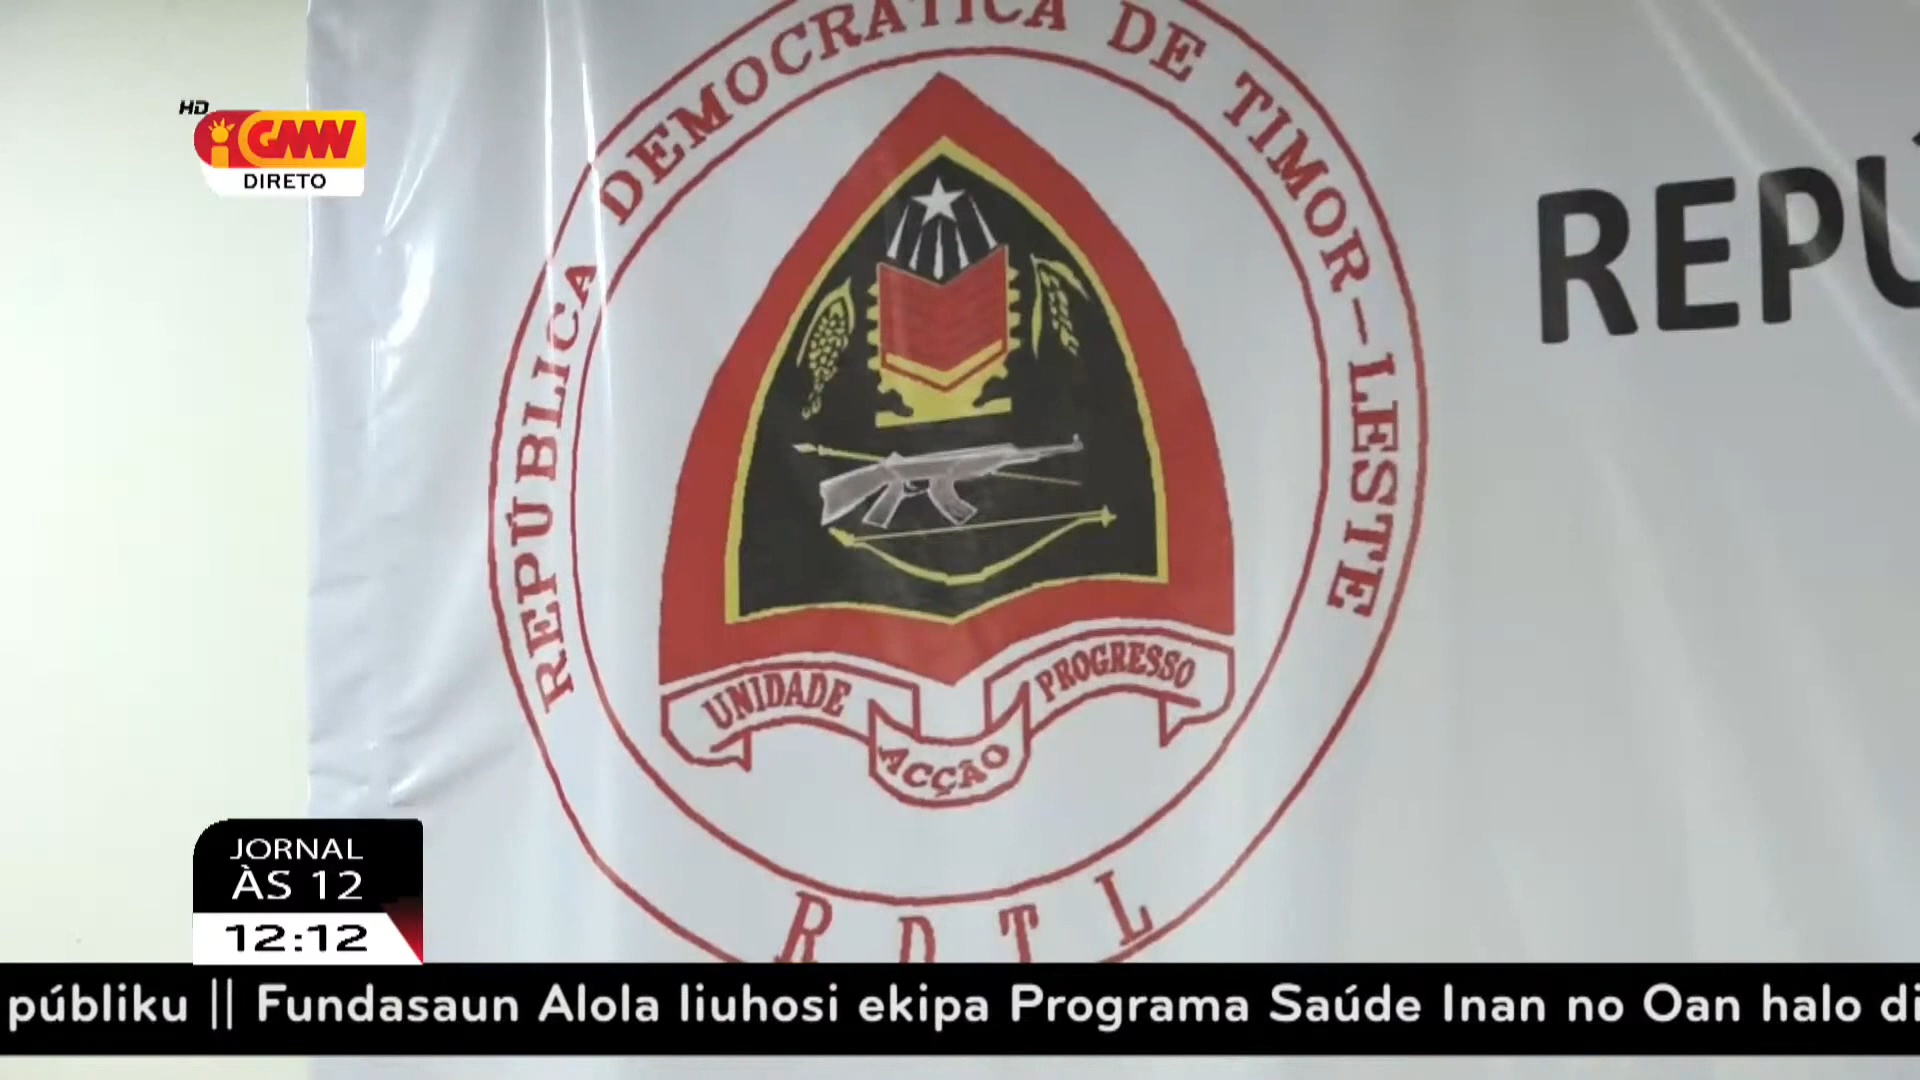 HD
GMN
DIRETO
REPÚBLICA DEMOCRÁTICA DE TIMOR-LESTE
UNIDADE
ACÇÃO
PROGRESSO
R D T L
REPÚ
JORNAL
ÀS 12
12:12
públiku || Fundasaun Alola liuhosi ekipa Programa Saúde Inan no Oan halo di